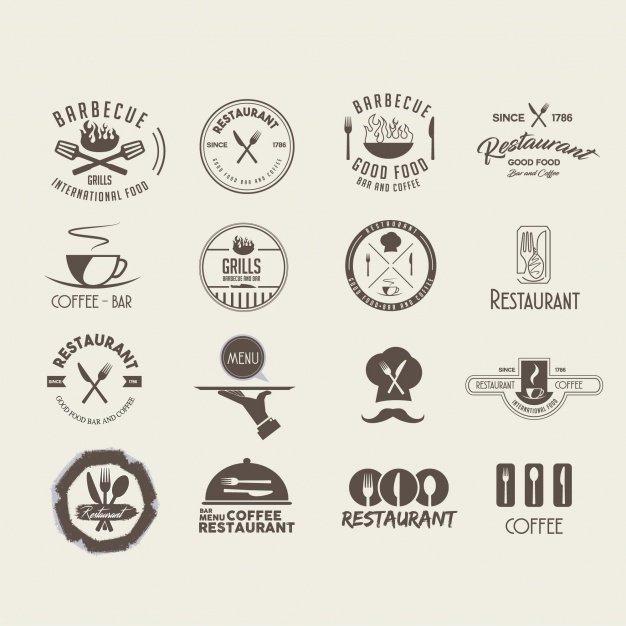 BARBECUE
GRILLS
INTERNATIONAL FOOD
RESTAURANT
SINCE 1786
GOOD FOOD BAR AND COFFEE
BARBECUE
GOOD FOOD
BAR AND COFFEE
SINCE 1786
Restaurant
GOOD FOOD
Bar and Coffee
COFFEE - BAR
GRILLS
BARBECUE AND BAR
RESTAURANT
GOOD FOOD BAR AND COFFEE
RESTAURANT
RESTAURANT
SINCE 1786
GOOD FOOD BAR AND COFFEE
MENU
SINCE 1786
RESTAURANT COFFEE
INTERNATIONAL FOOD
Restaurant
BAR
MENU COFFEE
RESTAURANT
RESTAURANT
COFFEE